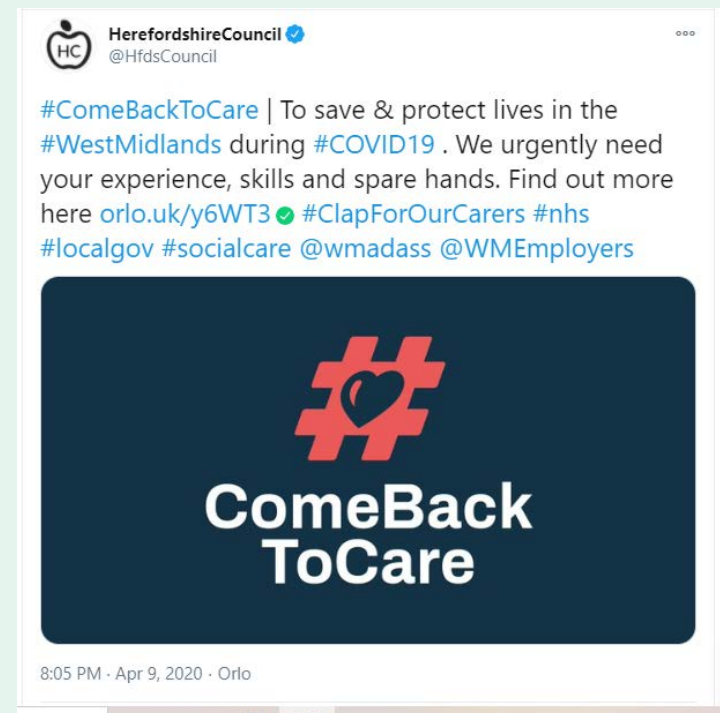 HerefordshireCouncil
HC
@HfdsCouncil
#ComeBackToCare | To save & protect lives in the
#WestMidlands during #COVID19 . We urgently need
your experience, skills and spare hands. Find out more
here orlo.uk/y6WT3 #ClapForOurCarers #nhs
#localgov #socialcare @wmadass @WMEmployers
#
ComeBack
ToCare
8:05 PM · Apr 9, 2020 · Orlo